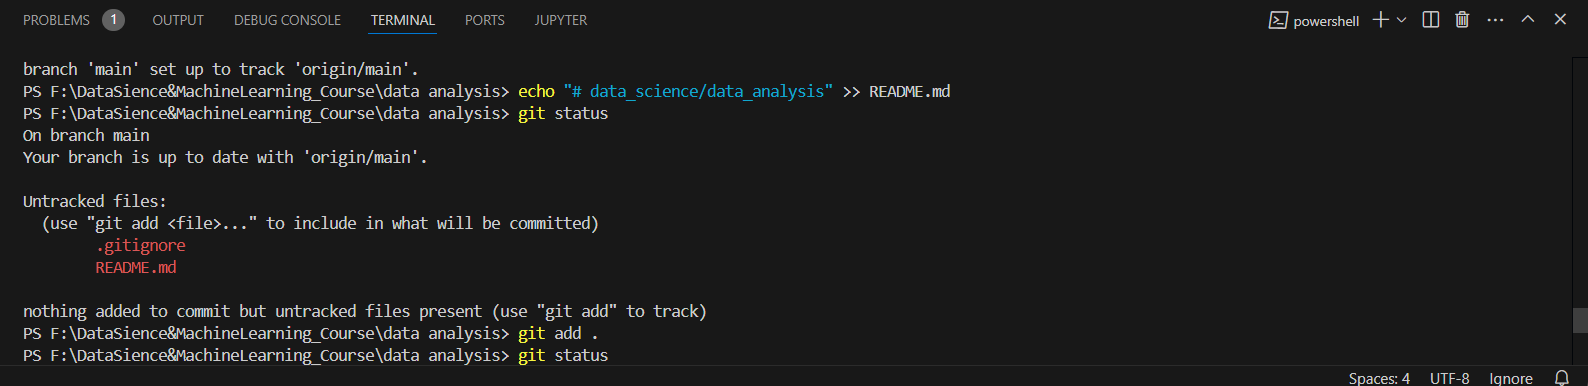 PROBLEMS 1 OUTPUT DEBUG CONSOLE TERMINAL PORTS JUPYTER powershell
branch 'main' set up to track 'origin/main'.
PS F:\DataSience&MachineLearning_Course\data analysis> echo "# data_science/data_analysis" >> README.md
PS F:\DataSience&MachineLearning_Course\data analysis> git status
On branch main
Your branch is up to date with 'origin/main'.
Untracked files:
(use "git add <file>..." to include in what will be committed)
.gitignore
README.md
nothing added to commit but untracked files present (use "git add" to track)
PS F:\DataSience&MachineLearning_Course\data analysis> git add .
PS F:\DataSience&MachineLearning_Course\data analysis> git status
Spaces: 4 UTF-8 Ignore